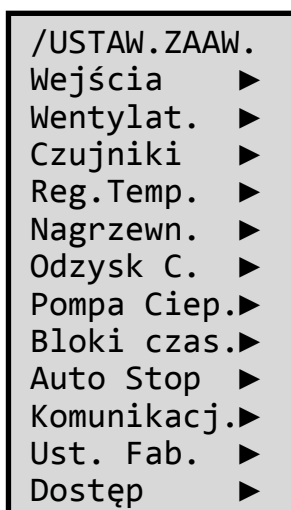 /USTAW.ZAAW.
Wejścia ►
Wentylat. ►
Czujniki ►
Reg.Temp. ►
Nagrzewn. ►
Odzysk C. ►
Pompa Ciep.►
Bloki czas.►
Auto Stop ►
Komunikacj.►
Ust. Fab. ►
Dostęp ►